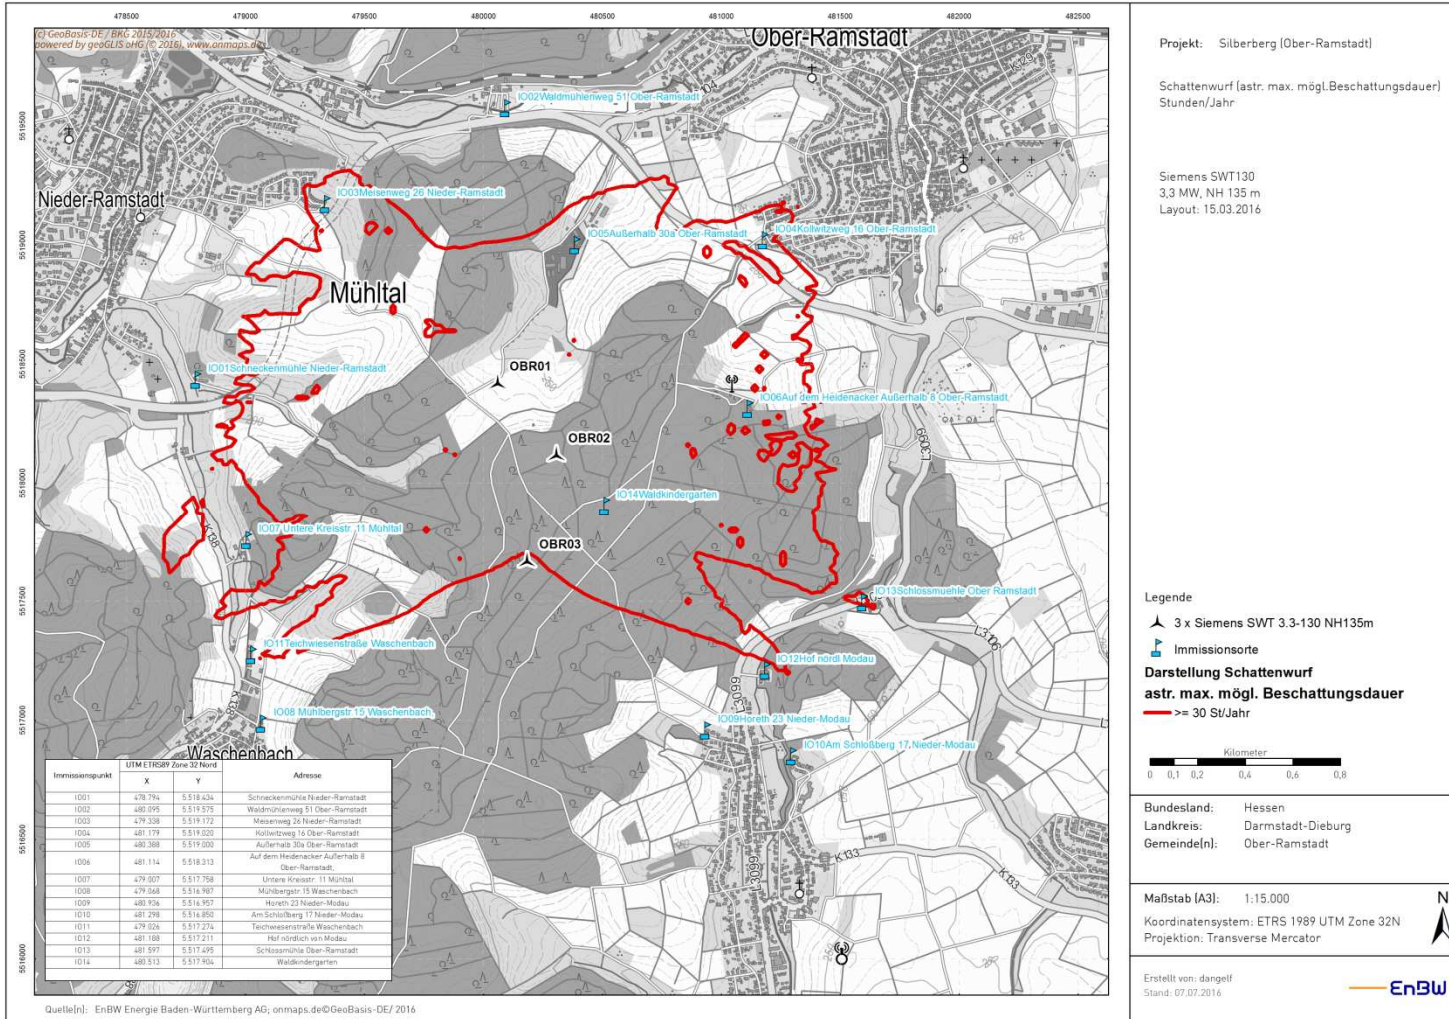 478500 479000 479500 480000 480500 481000 481500 482000 482500
(c) GeoBasis-DE / BKG 2015/2016
powered by geoGLIS oHG (© 2016), www.onmaps.de
5519500
5519000
5518500
5518000
5517500
5517000
5516500
5516000
Ober-Ramstadt
K129
IO02Waldmühlenweg 51 Ober-Ramstadt
Nieder-Ramstadt
IO03Meisenweg 26 Nieder-Ramstadt
IO05Außerhalb 30a Ober-Ramstadt
IO04Kollwitzweg 16 Ober-Ramstadt
Mühltal
IO01Schneckenmühle Nieder-Ramstadt
OBR01
IO06Auf dem Heidenacker Außerhalb 8 Ober-Ramstadt,
OBR02
L3099
IO14Waldkindergarten
K138
IO07 Untere Kreisstr. 11 Mühltal
OBR03
IO13Schlossmuehle Ober Ramstadt
L3106
IO11Teichwiesenstraße Waschenbach
IO12Hof nördl Modau
K138
L3099
IO08 Mühlbergstr.15 Waschenbach
IO09Horeth 23 Nieder-Modau
IO10Am Schloßberg 17 Nieder-Modau
Waschenbach
L3099
K133
K133
Immissionspunkt UTM ETRS89 Zone 32 Nord Adresse
X Y
IO01 478.794 5.518.434 Schneckenmühle Nieder-Ramstadt
IO02 480.095 5.519.575 Waldmühlenweg 51 Ober-Ramstadt
IO03 479.338 5.519.172 Meisenweg 26 Nieder-Ramstadt
IO04 481.179 5.519.020 Kollwitzweg 16 Ober-Ramstadt
IO05 480.388 5.519.000 Außerhalb 30a Ober-Ramstadt
IO06 481.114 5.518.313 Auf dem Heidenacker Außerhalb 8
Ober-Ramstadt,
IO07 479.007 5.517.758 Untere Kreisstr. 11 Mühltal
IO08 479.068 5.516.987 Mühlbergstr.15 Waschenbach
IO09 480.936 5.516.957 Horeth 23 Nieder-Modau
IO10 481.298 5.516.850 Am Schloßberg 17 Nieder-Modau
IO11 479.026 5.517.274 Teichwiesenstraße Waschenbach
IO12 481.188 5.517.211 Hof nördlich von Modau
IO13 481.597 5.517.495 Schlossmühle Ober-Ramstadt
IO14 480.513 5.517.904 Waldkindergarten
Quelle(n): EnBW Energie Baden-Württemberg AG; onmaps.de©GeoBasis-DE/ 2016
Projekt: Silberberg (Ober-Ramstadt)
Schattenwurf (astr. max. mögl.Beschattungsdauer)
Stunden/Jahr
Siemens SWT130
3,3 MW, NH 135 m
Layout: 15.03.2016
Legende
3 x Siemens SWT 3.3-130 NH135m
Immissionsorte
Darstellung Schattenwurf
astr. max. mögl. Beschattungsdauer
>= 30 St/Jahr
Kilometer
0 0,1 0,2 0,4 0,6 0,8
Bundesland: Hessen
Landkreis: Darmstadt-Dieburg
Gemeinde(n): Ober-Ramstadt
Maßstab (A3): 1:15.000
N
Koordinatensystem: ETRS 1989 UTM Zone 32N
Projektion: Transverse Mercator
Erstellt von: dangelf
Stand: 07.07.2016
EnBW